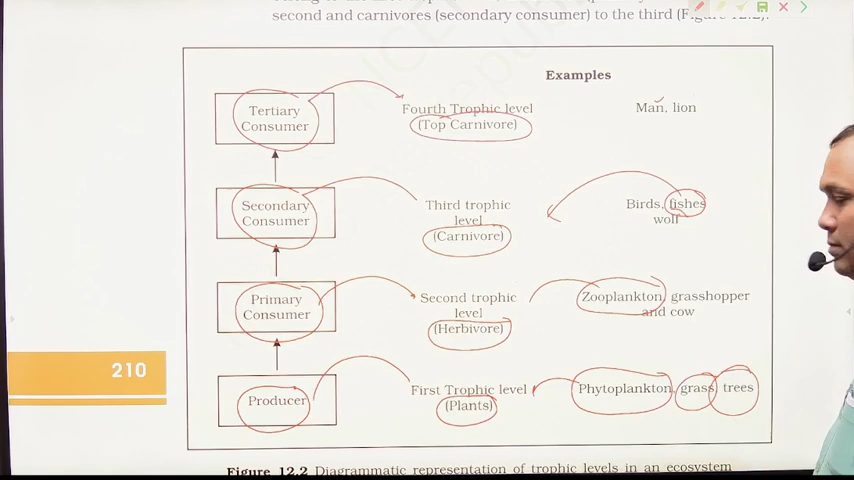 second and carnivores (secondary consumer) to the third (Figure 12.2).
Examples
Tertiary
Consumer
Fourth Trophic level
(Top Carnivore)
Man, lion
Secondary
Consumer
Third trophic
level
(Carnivore)
Birds, fishes
wolf
Primary
Consumer
Second trophic
level
(Herbivore)
Zooplankton, grasshopper
and cow
Producer
First Trophic level
(Plants)
Phytoplankton, grass, trees
210
Figure 12.2 Diagrammatic representation of trophic levels in an ecosystem